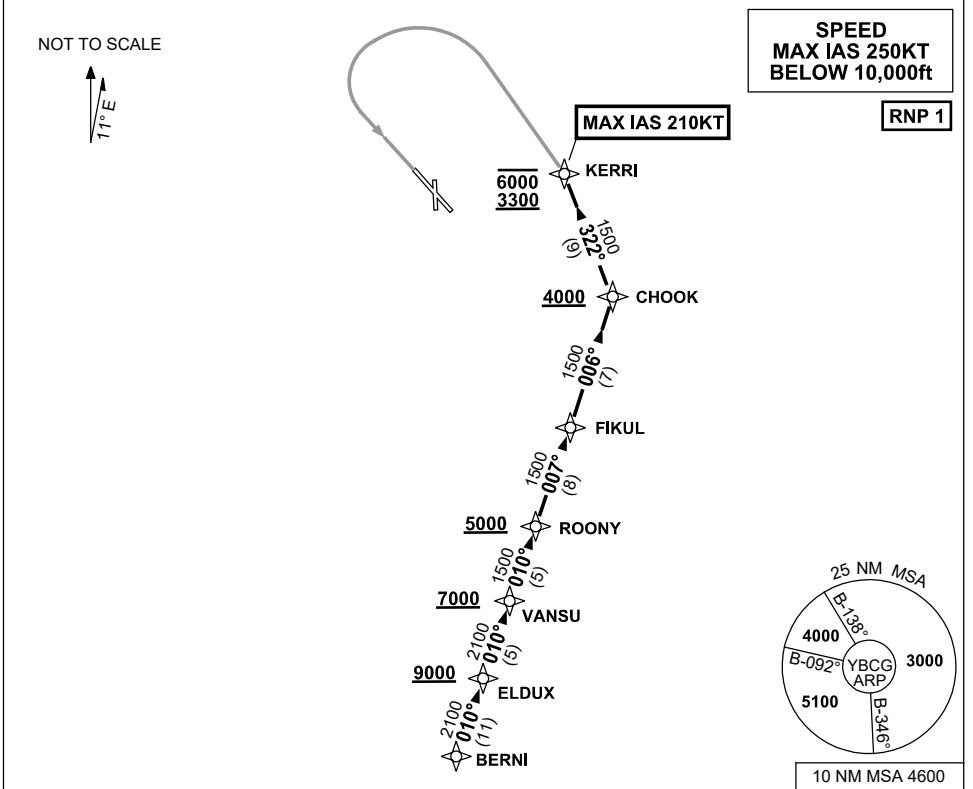 NOT TO SCALE
11° E
SPEED
MAX IAS 250KT
BELOW 10,000ft
RNP 1
MAX IAS 210KT
KERRI
6000
3300
1500
322°
(9)
4000
CHOOK
1500
006°
(7)
FIKUL
1500
007°
(8)
5000
ROONY
1500
010°
(5)
7000
VANSU
2100
010°
(5)
9000
ELDUX
2100
010°
(11)
BERNI
25 NM MSA
B-138°
4000
B-092°
YBCG
ARP
3000
5100
B-346°
10 NM MSA 4600